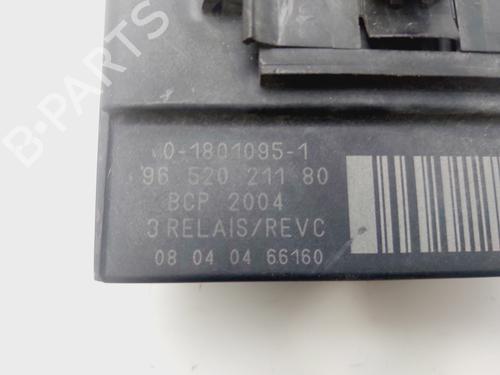 B-PARTS
0-1801095-1
96 520 211 80
BCP 2004
3 RELAIS/REVC
08 04 04 66160